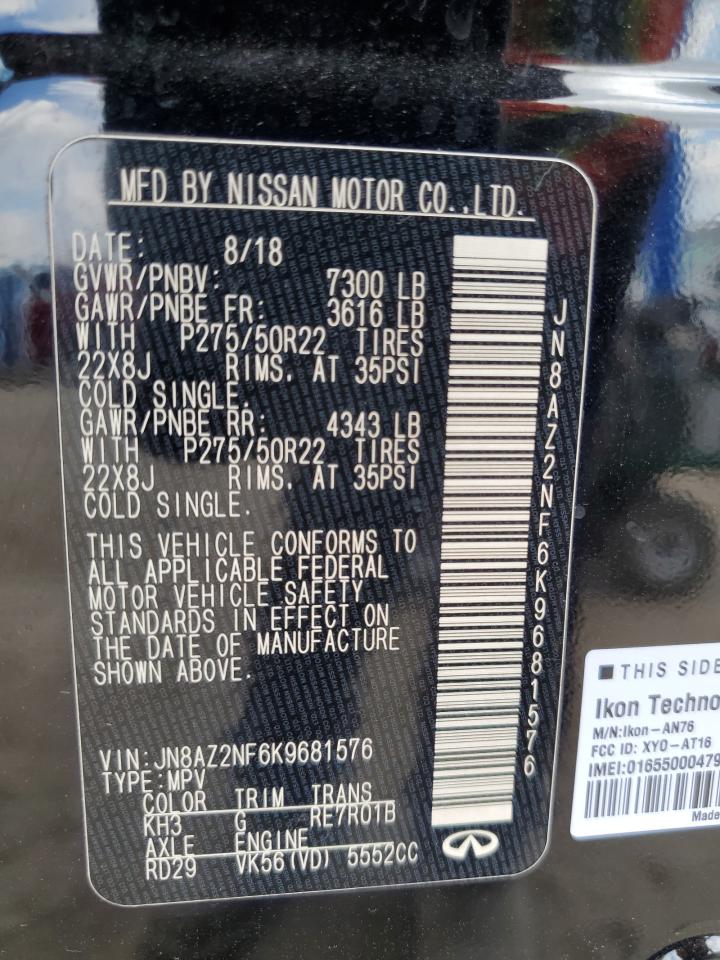 MFD BY NISSAN MOTOR CO.,LTD.
DATE: 8/18
GVWR/PNBV: 7300 LB
GAWR/PNBE FR: 3616 LB
WITH P275/50R22 TIRES
22X8J RIMS. AT 35PSI
COLD SINGLE.
GAWR/PNBE RR: 4343 LB
WITH P275/50R22 TIRES
22X8J RIMS. AT 35PSI
COLD SINGLE.
THIS VEHICLE CONFORMS TO
ALL APPLICABLE FEDERAL
MOTOR VEHICLE SAFETY
STANDARDS IN EFFECT ON
THE DATE OF MANUFACTURE
SHOWN ABOVE.
VIN: JN8AZ2NF6K9681576
TYPE: MPV
COLOR TRIM TRANS
KH3 G RE7R01B
AXLE ENGINE
RD29 VK56(VD) 5552CC
JN8AZ2NF6K9681576
THIS SIDE
Ikon Techno
M/N:Ikon-AN76
FCC ID: XYO-AT16
IMEI:01655000479
Made